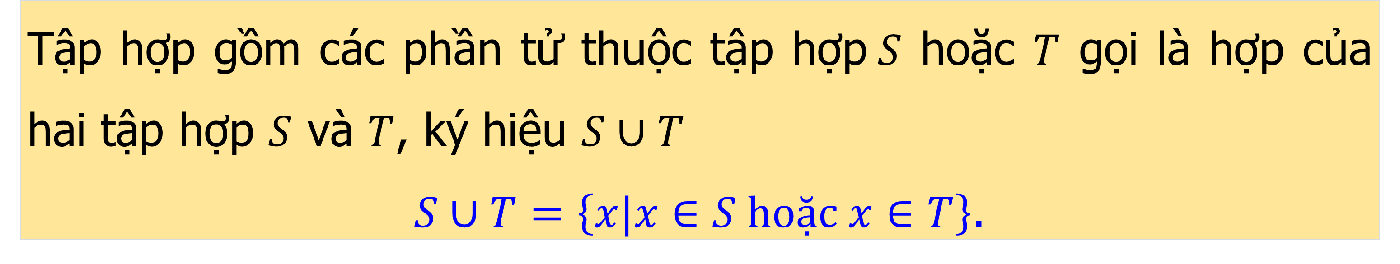 Tập hợp gồm các phần tử thuộc tập hợp S hoặc T gọi là hợp của
hai tập hợp S và T, ký hiệu S ∪ T
S ∪ T = {x|x ∈ S hoặc x ∈ T}.